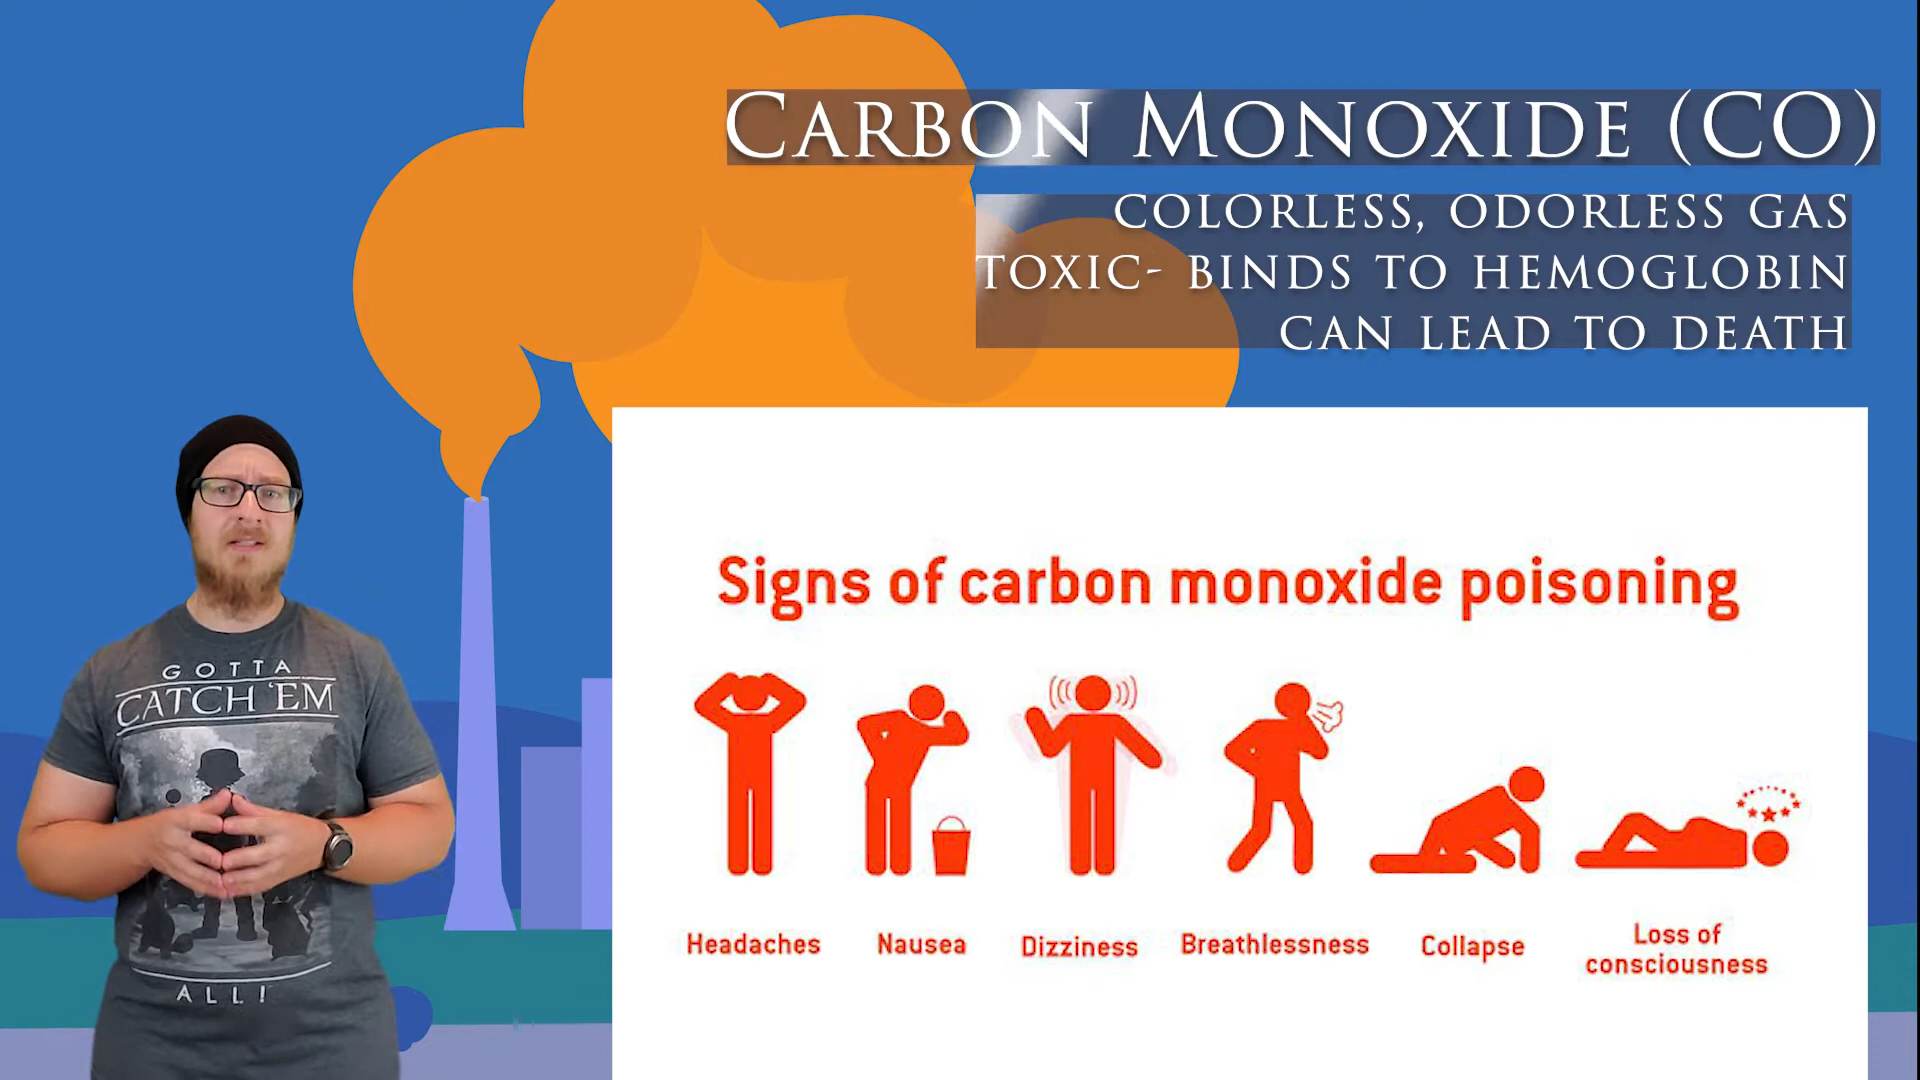 CARBON MONOXIDE (CO)
COLORLESS, ODORLESS GAS
TOXIC- BINDS TO HEMOGLOBIN
CAN LEAD TO DEATH
Signs of carbon monoxide poisoning
Headaches
Nausea
Dizziness
Breathlessness
Collapse
Loss of
consciousness
GOTTA
CATCH 'EM
ALL!